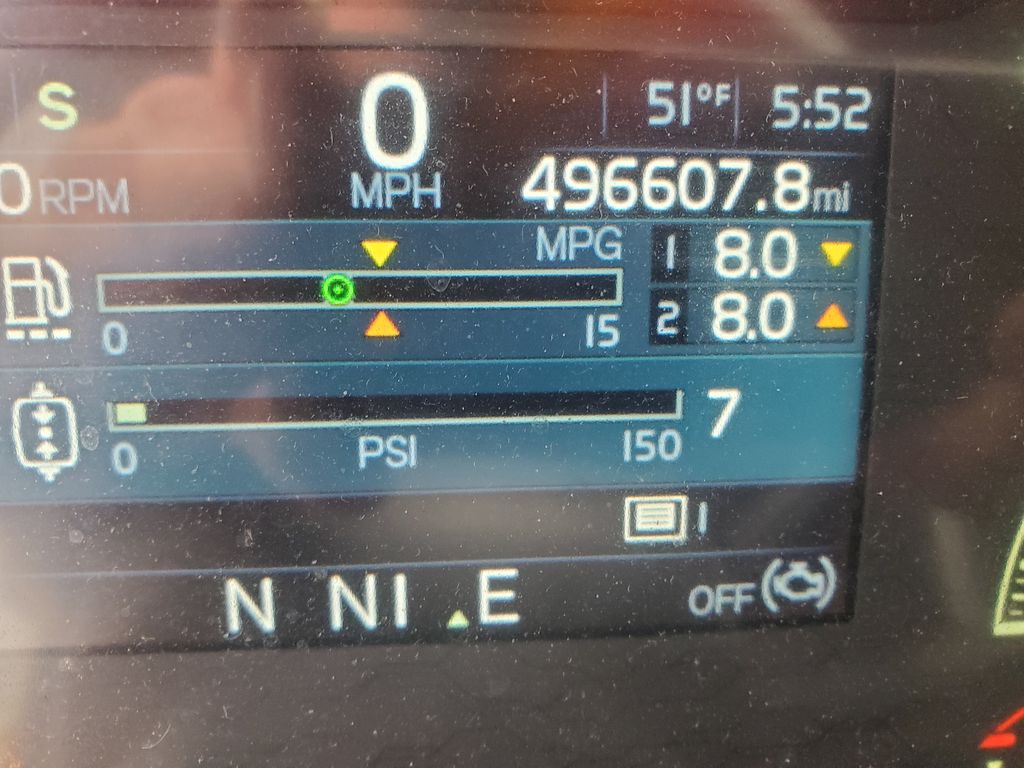 S 0 51°F 5:52
0 RPM MPH 496607.8 mi
MPG 1 8.0
0 15 2 8.0
7
0 PSI 150
1
N N1 E OFF